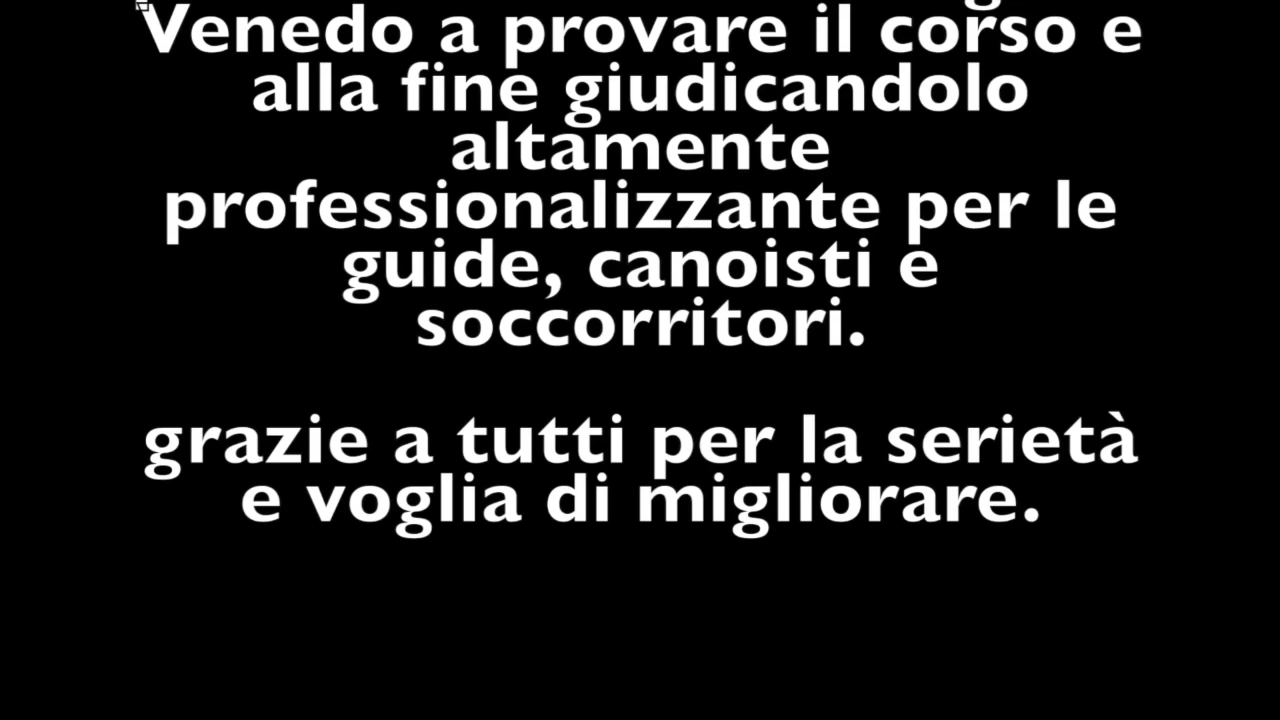 Venedo a provare il corso e
alla fine giudicandolo
altamente
professionalizzante per le
guide, canoisti e
soccorritori.
grazie a tutti per la serietà
e voglia di migliorare.